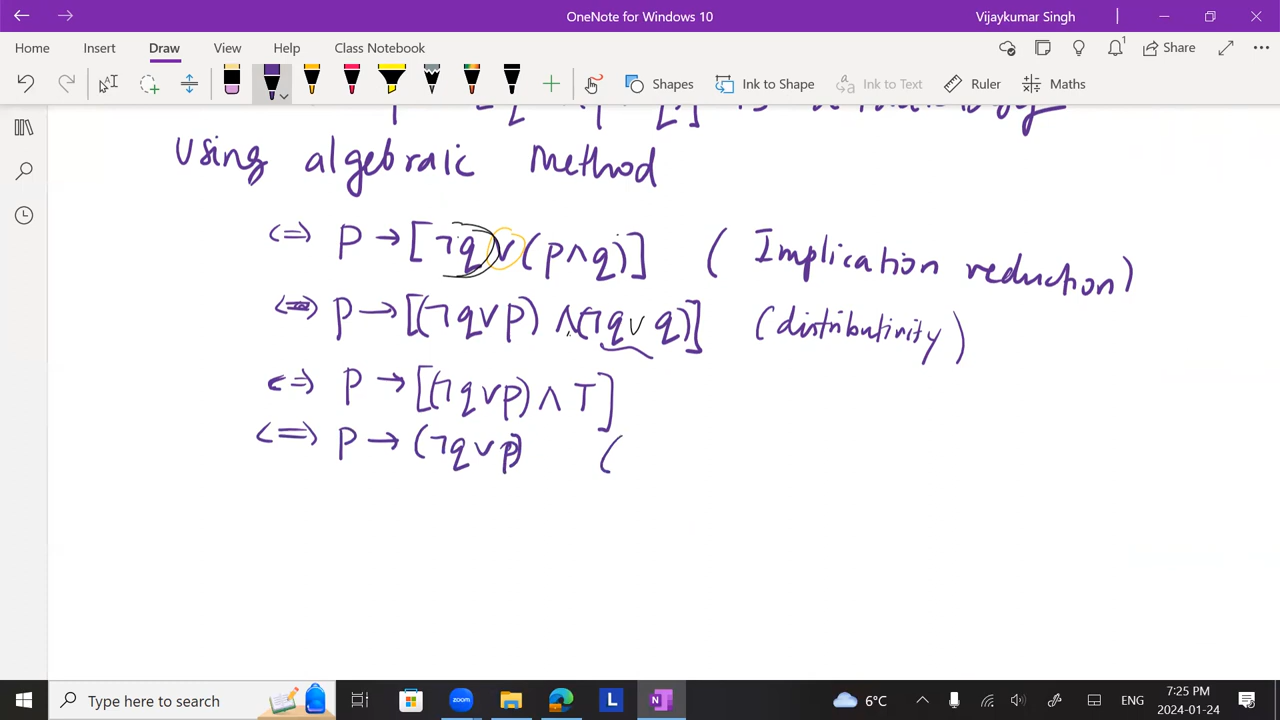 OneNote for Windows 10
Vijaykumar Singh
Home Insert Draw View Help Class Notebook
Share
Shapes Ink to Shape Ink to Text Ruler Maths
Using algebraic Method
<=> P → [¬q ∨ (p ∧ q)] ( Implication reduction)
<=> P → [(¬q ∨ p) ∧ (¬q ∨ q)] (distributinity)
<=> P → [(¬q ∨ p) ∧ T]
<=> P → (¬q ∨ p) (
Type here to search
6°C
ENG
7:25 PM
2024-01-24